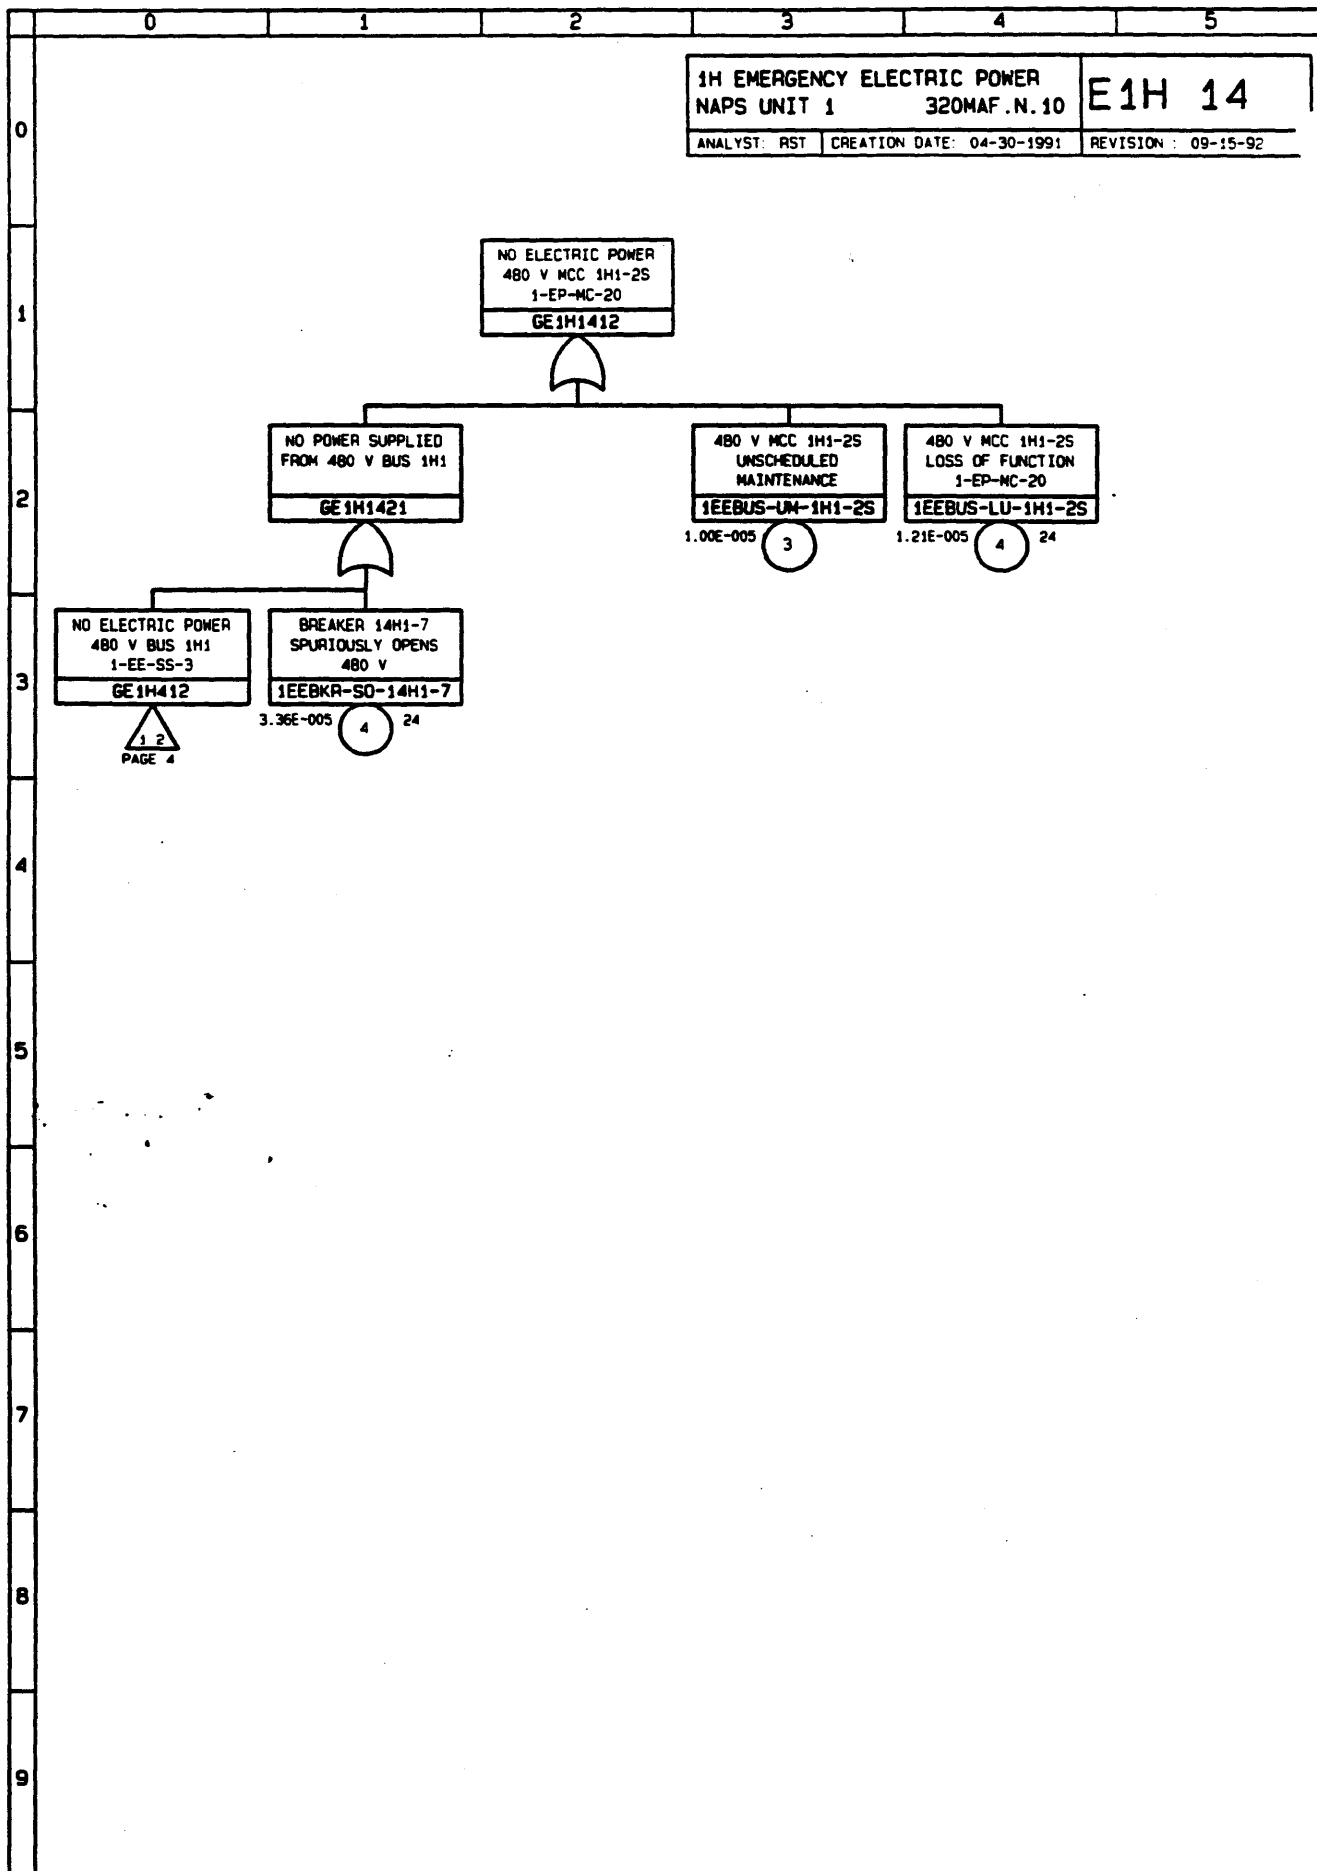 0 1 2 3 4 5
1H EMERGENCY ELECTRIC POWER
NAPS UNIT 1 320MAF.N.10
E1H 14
ANALYST: RST CREATION DATE: 04-30-1991 REVISION : 09-15-92
0
NO ELECTRIC POWER
480 V MCC 1H1-2S
1-EP-MC-20
GE1H1412
1
NO POWER SUPPLIED
FROM 480 V BUS 1H1
GE1H1421
480 V MCC 1H1-2S
UNSCHEDULED
MAINTENANCE
1EEBUS-UM-1H1-2S
1.00E-005 3
480 V MCC 1H1-2S
LOSS OF FUNCTION
1-EP-MC-20
1EEBUS-LU-1H1-2S
1.21E-005 4 24
2
NO ELECTRIC POWER
480 V BUS 1H1
1-EE-SS-3
GE1H412
1 2
PAGE 4
BREAKER 14H1-7
SPURIOUSLY OPENS
480 V
1EEBKR-SO-14H1-7
3.36E-005 4 24
3
4
5
6
7
8
9